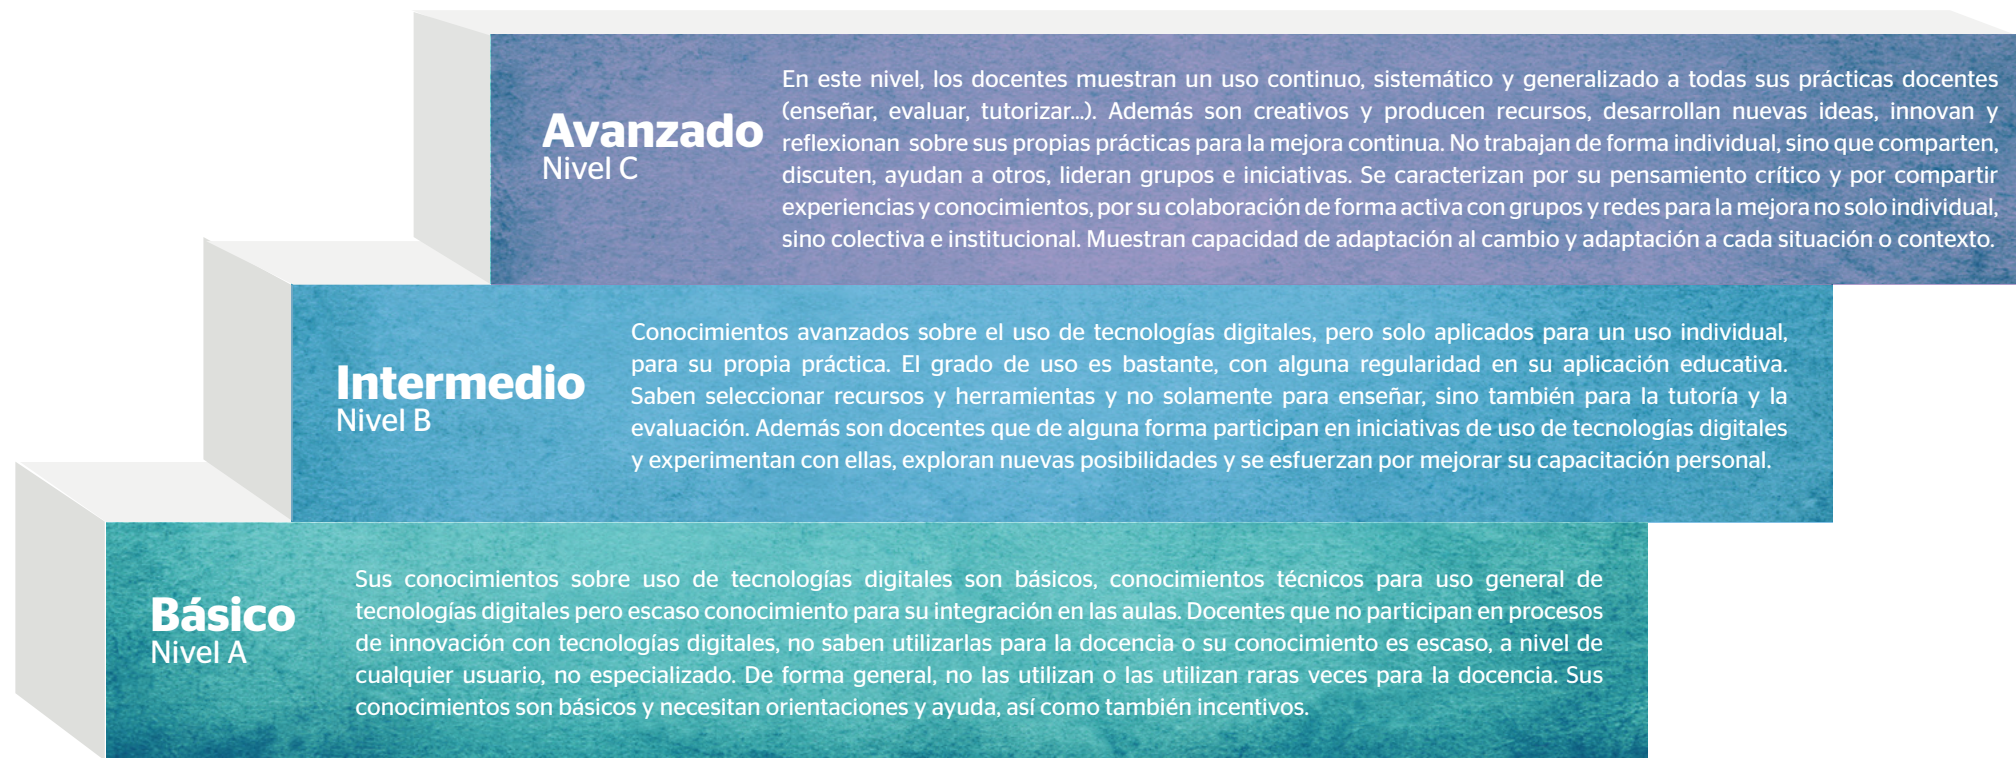 Avanzado
Nivel C
En este nivel, los docentes muestran un uso continuo, sistemático y generalizado a todas sus prácticas docentes
(enseñar, evaluar, tutorizar...). Además son creativos y producen recursos, desarrollan nuevas ideas, innovan y
reflexionan sobre sus propias prácticas para la mejora continua. No trabajan de forma individual, sino que comparten,
discuten, ayudan a otros, lideran grupos e iniciativas. Se caracterizan por su pensamiento crítico y por compartir
experiencias y conocimientos, por su colaboración de forma activa con grupos y redes para la mejora no solo individual,
sino colectiva e institucional. Muestran capacidad de adaptación al cambio y adaptación a cada situación o contexto.
Intermedio
Nivel B
Conocimientos avanzados sobre el uso de tecnologías digitales, pero solo aplicados para un uso individual,
para su propia práctica. El grado de uso es bastante, con alguna regularidad en su aplicación educativa.
Saben seleccionar recursos y herramientas y no solamente para enseñar, sino también para la tutoría y la
evaluación. Además son docentes que de alguna forma participan en iniciativas de uso de tecnologías digitales
y experimentan con ellas, exploran nuevas posibilidades y se esfuerzan por mejorar su capacitación personal.
Básico
Nivel A
Sus conocimientos sobre uso de tecnologías digitales son básicos, conocimientos técnicos para uso general de
tecnologías digitales pero escaso conocimiento para su integración en las aulas. Docentes que no participan en procesos
de innovación con tecnologías digitales, no saben utilizarlas para la docencia o su conocimiento es escaso, a nivel de
cualquier usuario, no especializado. De forma general, no las utilizan o las utilizan raras veces para la docencia. Sus
conocimientos son básicos y necesitan orientaciones y ayuda, así como también incentivos.